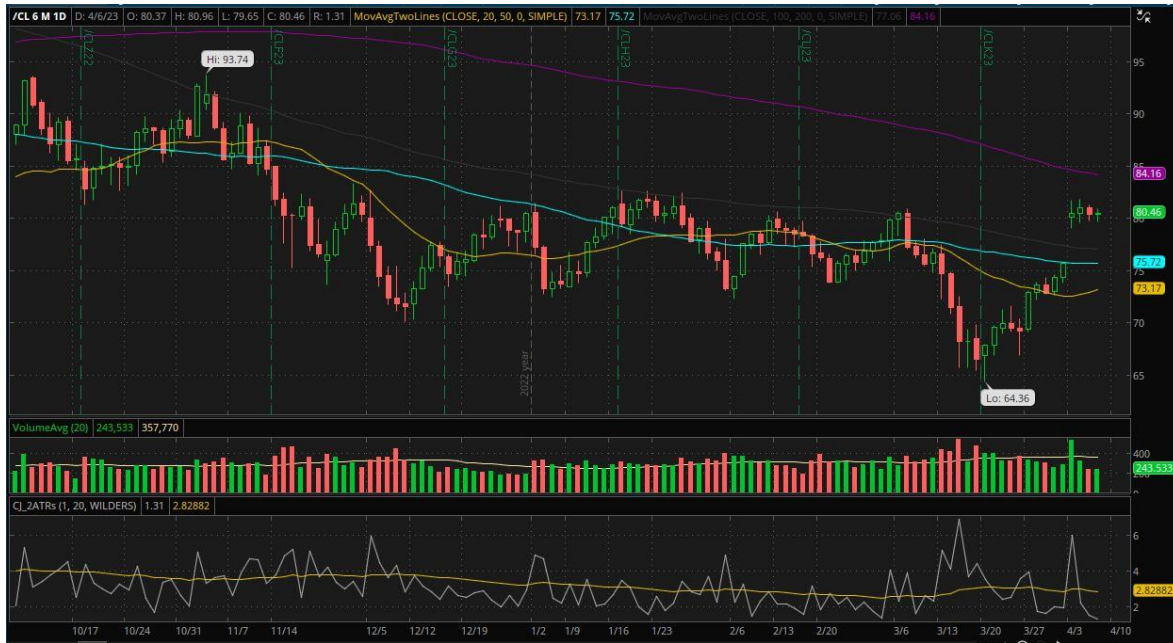 /CL 6 M 1D D: 4/6/23 O: 80.37 H: 80.96 L: 79.65 C: 80.46 R: 1.31 MovAvgTwoLines (CLOSE, 20, 50, 0, SIMPLE) 73.17 75.72 MovAvgTwoLines (CLOSE, 100, 200, 0, SIMPLE) 77.06 84.16
/CLZ22
/CLF23
/CLG23
/CLH23
/CLJ23
/CLK23
Hi: 93.74
95
90
85
84.16
80
80.46
75.72
75
73.17
70
65
2022 year
Lo: 64.36
VolumeAvg (20) 243,533 357,770
400
243.533
200
0
CJ_2ATRs (1, 20, WILDERS) 1.31 2.82882
6
4
2.82882
2
10/17 10/24 10/31 11/7 11/14 12/5 12/12 12/19 1/2 1/9 1/16 1/23 2/6 2/13 2/20 3/6 3/13 3/20 3/27 4/3 4/10